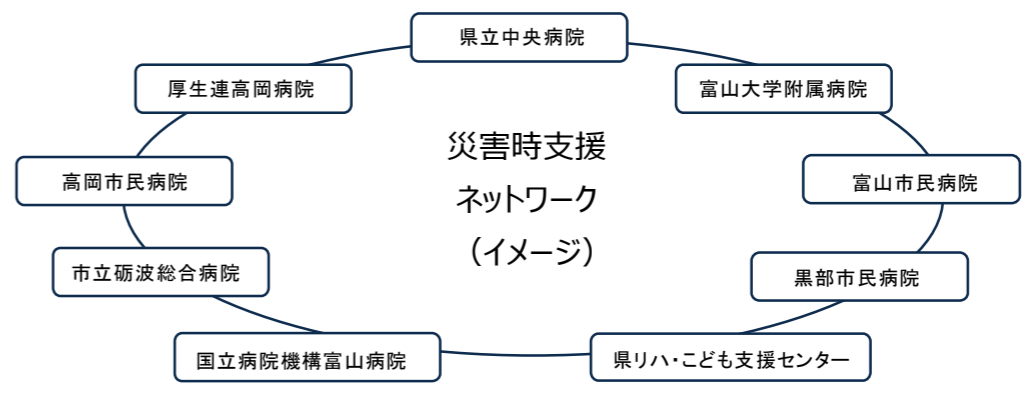 県立中央病院
厚生連高岡病院
富山大学附属病院
災害時支援
ネットワーク
（イメージ）
高岡市民病院
富山市民病院
市立砺波総合病院
黒部市民病院
国立病院機構富山病院
県リハ・こども支援センター